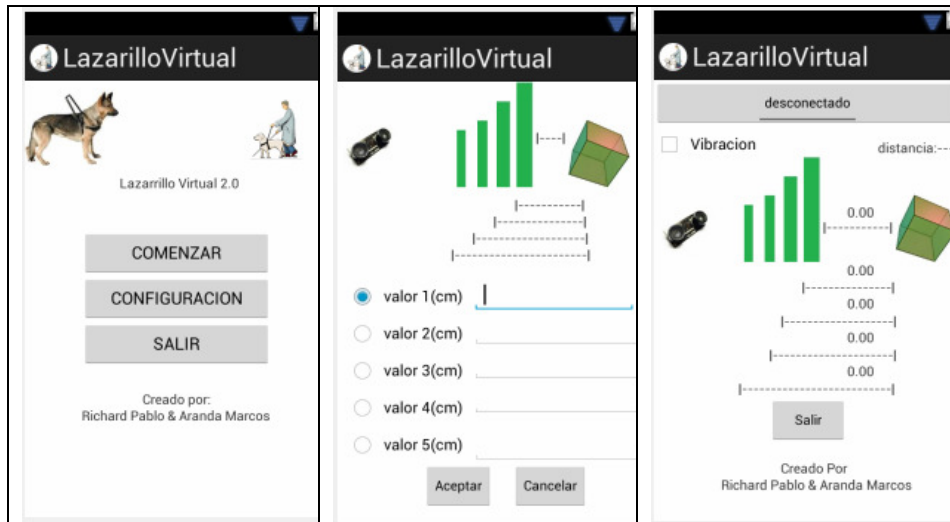 LazarilloVirtual
Lazarrillo Virtual 2.0
COMENZAR
CONFIGURACION
SALIR
Creado por:
Richard Pablo & Aranda Marcos
LazarilloVirtual
valor 1(cm)
valor 2(cm)
valor 3(cm)
valor 4(cm)
valor 5(cm)
Aceptar Cancelar
LazarilloVirtual
desconectado
Vibracion distancia:--
0.00
0.00
0.00
0.00
0.00
Salir
Creado Por
Richard Pablo & Aranda Marcos